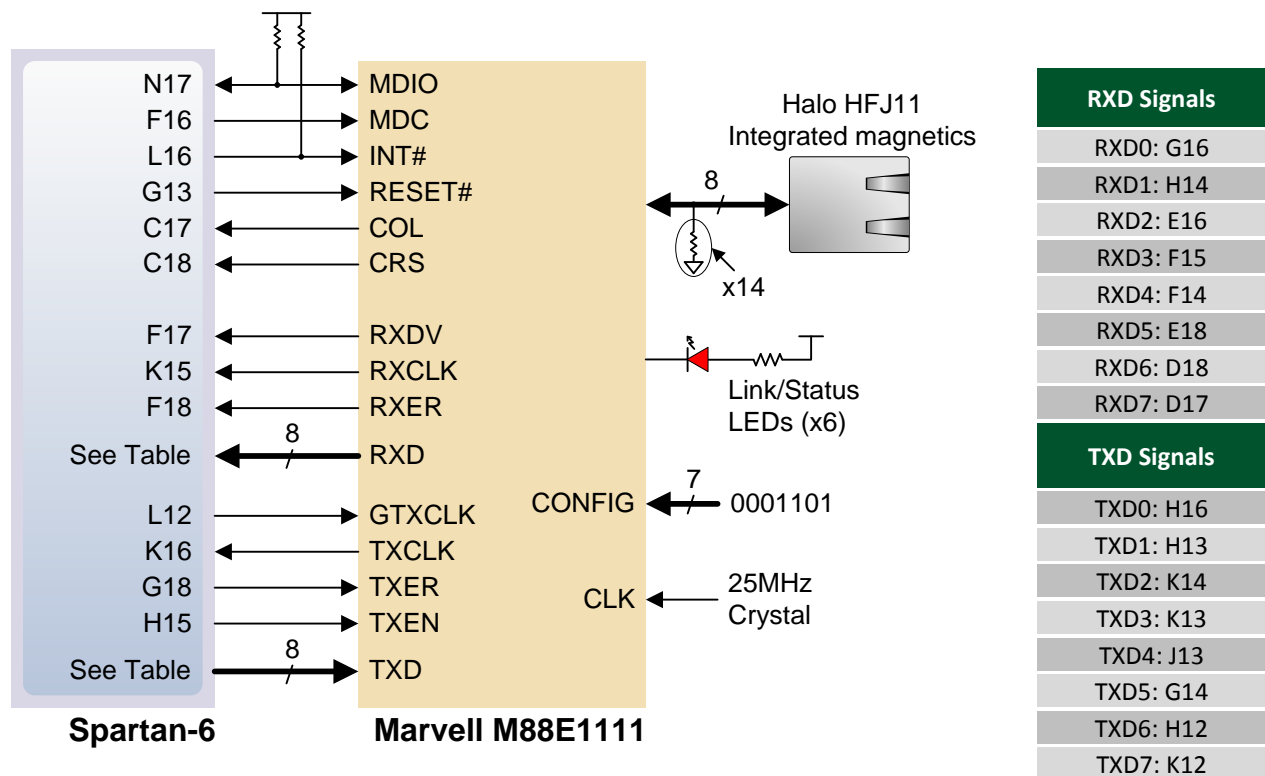 N17 MDIO
F16 MDC
L16 INT#
G13 RESET#
C17 COL
C18 CRS
F17 RXDV
K15 RXCLK
F18 RXER
See Table 8 RXD
L12 GTXCLK
K16 TXCLK
G18 TXER
H15 TXEN
See Table 8 TXD
Spartan-6
Marvell M88E1111
Halo HFJ11
Integrated magnetics
8
x14
Link/Status
LEDs (x6)
CONFIG 7 0001101
CLK 25MHz
Crystal
RXD Signals
RXD0: G16
RXD1: H14
RXD2: E16
RXD3: F15
RXD4: F14
RXD5: E18
RXD6: D18
RXD7: D17
TXD Signals
TXD0: H16
TXD1: H13
TXD2: K14
TXD3: K13
TXD4: J13
TXD5: G14
TXD6: H12
TXD7: K12